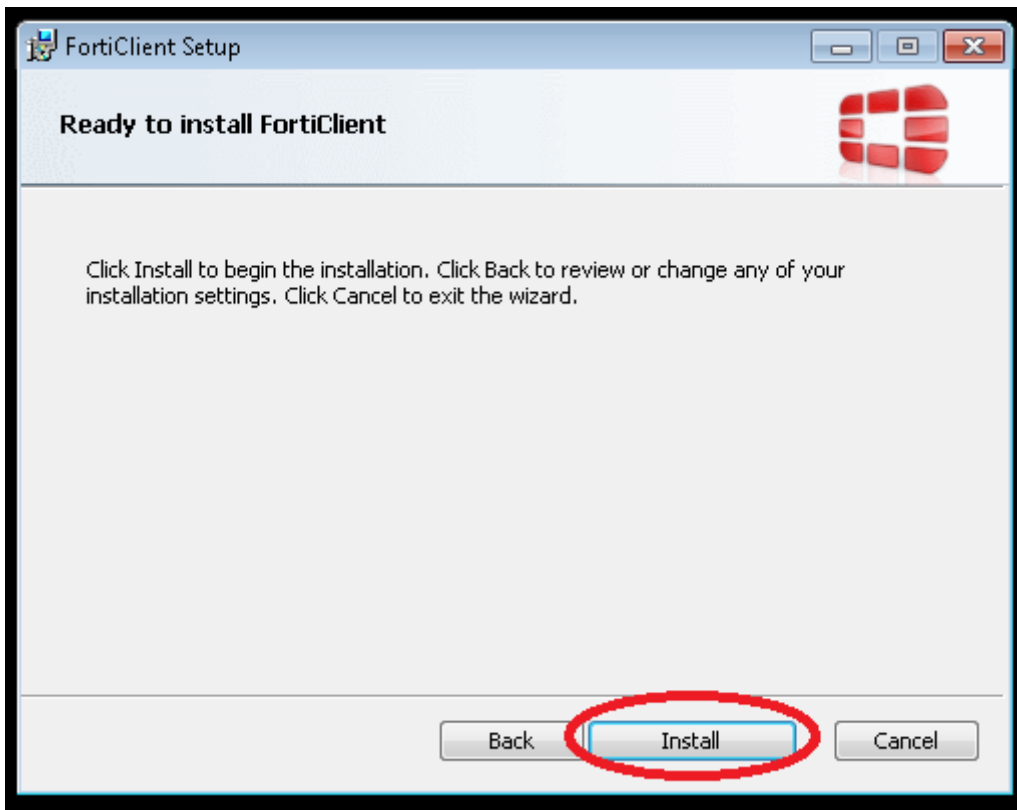 FortiClient Setup
Ready to install FortiClient
Click Install to begin the installation. Click Back to review or change any of your
installation settings. Click Cancel to exit the wizard.
Back Install Cancel